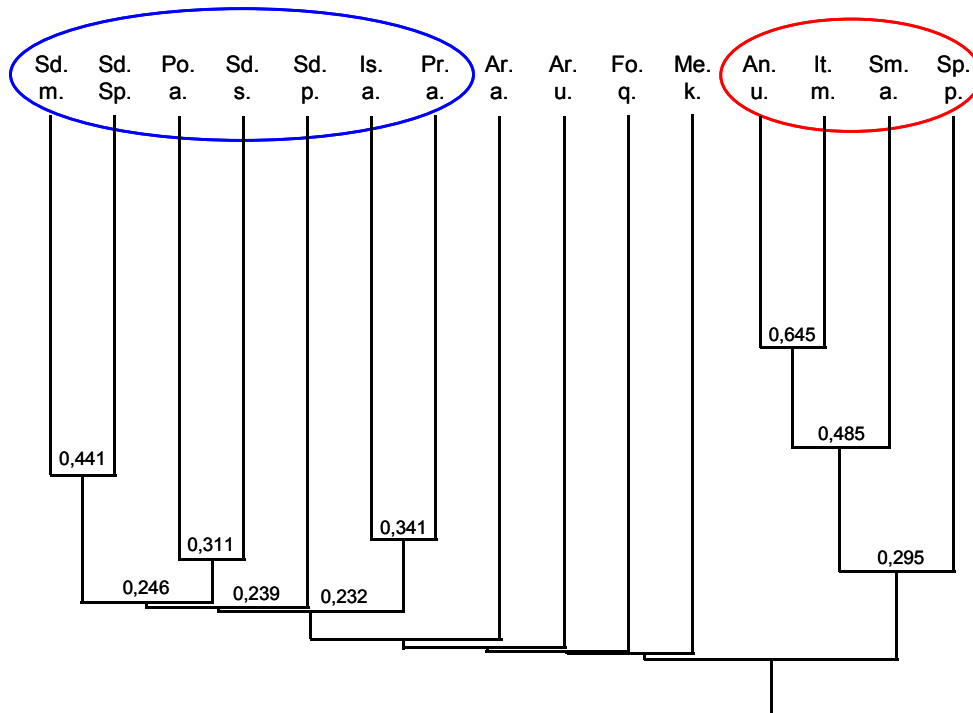 Sd. Sd. Po. Sd. Sd. Is. Pr. Ar. Ar. Fo. Me. An. It. Sm. Sp.
m. Sp. a. s. p. a. a. a. u. q. k. u. m. a. p.
0,645
0,485
0,441
0,341
0,311
0,295
0,246 0,239 0,232